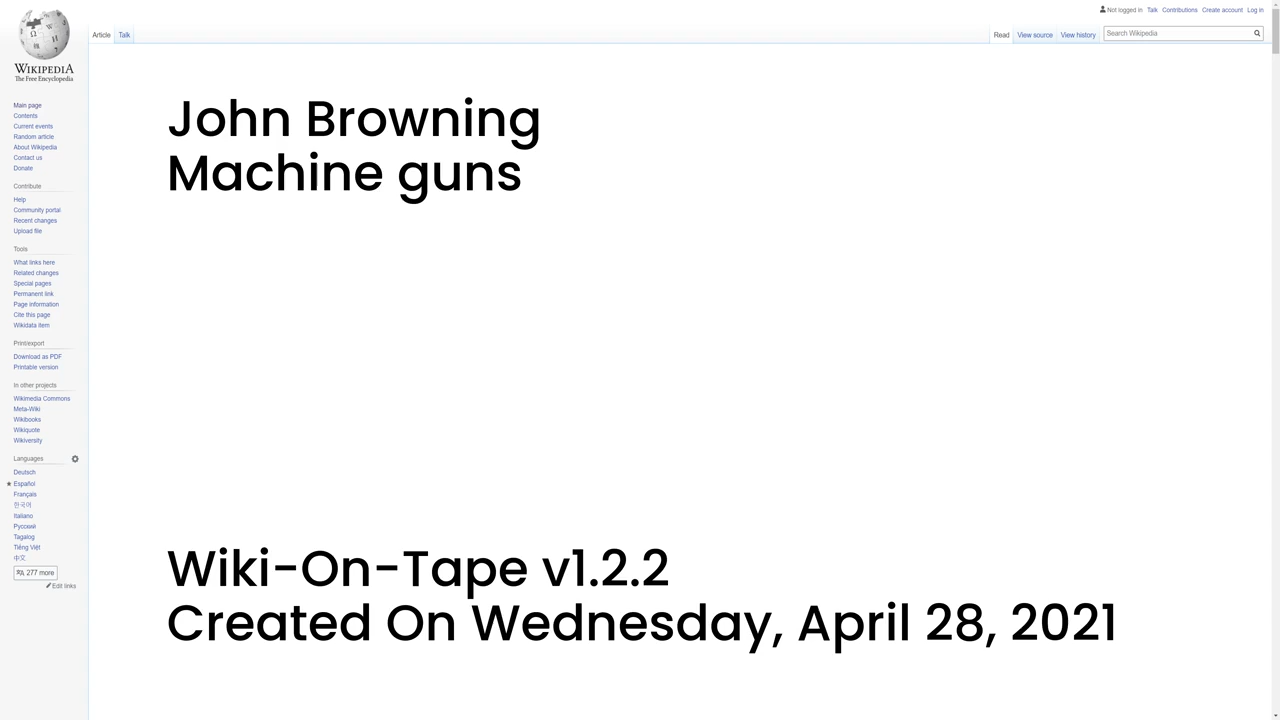 Not logged in Talk Contributions Create account Log in
Article Talk Read View source View history Search Wikipedia
WIKIPEDIA
The Free Encyclopedia
Main page
Contents
Current events
Random article
About Wikipedia
Contact us
Donate
Contribute
Help
Community portal
Recent changes
Upload file
Tools
What links here
Related changes
Special pages
Permanent link
Page information
Cite this page
Wikidata item
Print/export
Download as PDF
Printable version
In other projects
Wikimedia Commons
Meta-Wiki
Wikibooks
Wikiquote
Wikiversity
Languages
Deutsch
Español
Français
한국어
Italiano
Русский
Tagalog
Tiếng Việt
中文
277 more
Edit links
John Browning
Machine guns
Wiki-On-Tape v1.2.2
Created On Wednesday, April 28, 2021